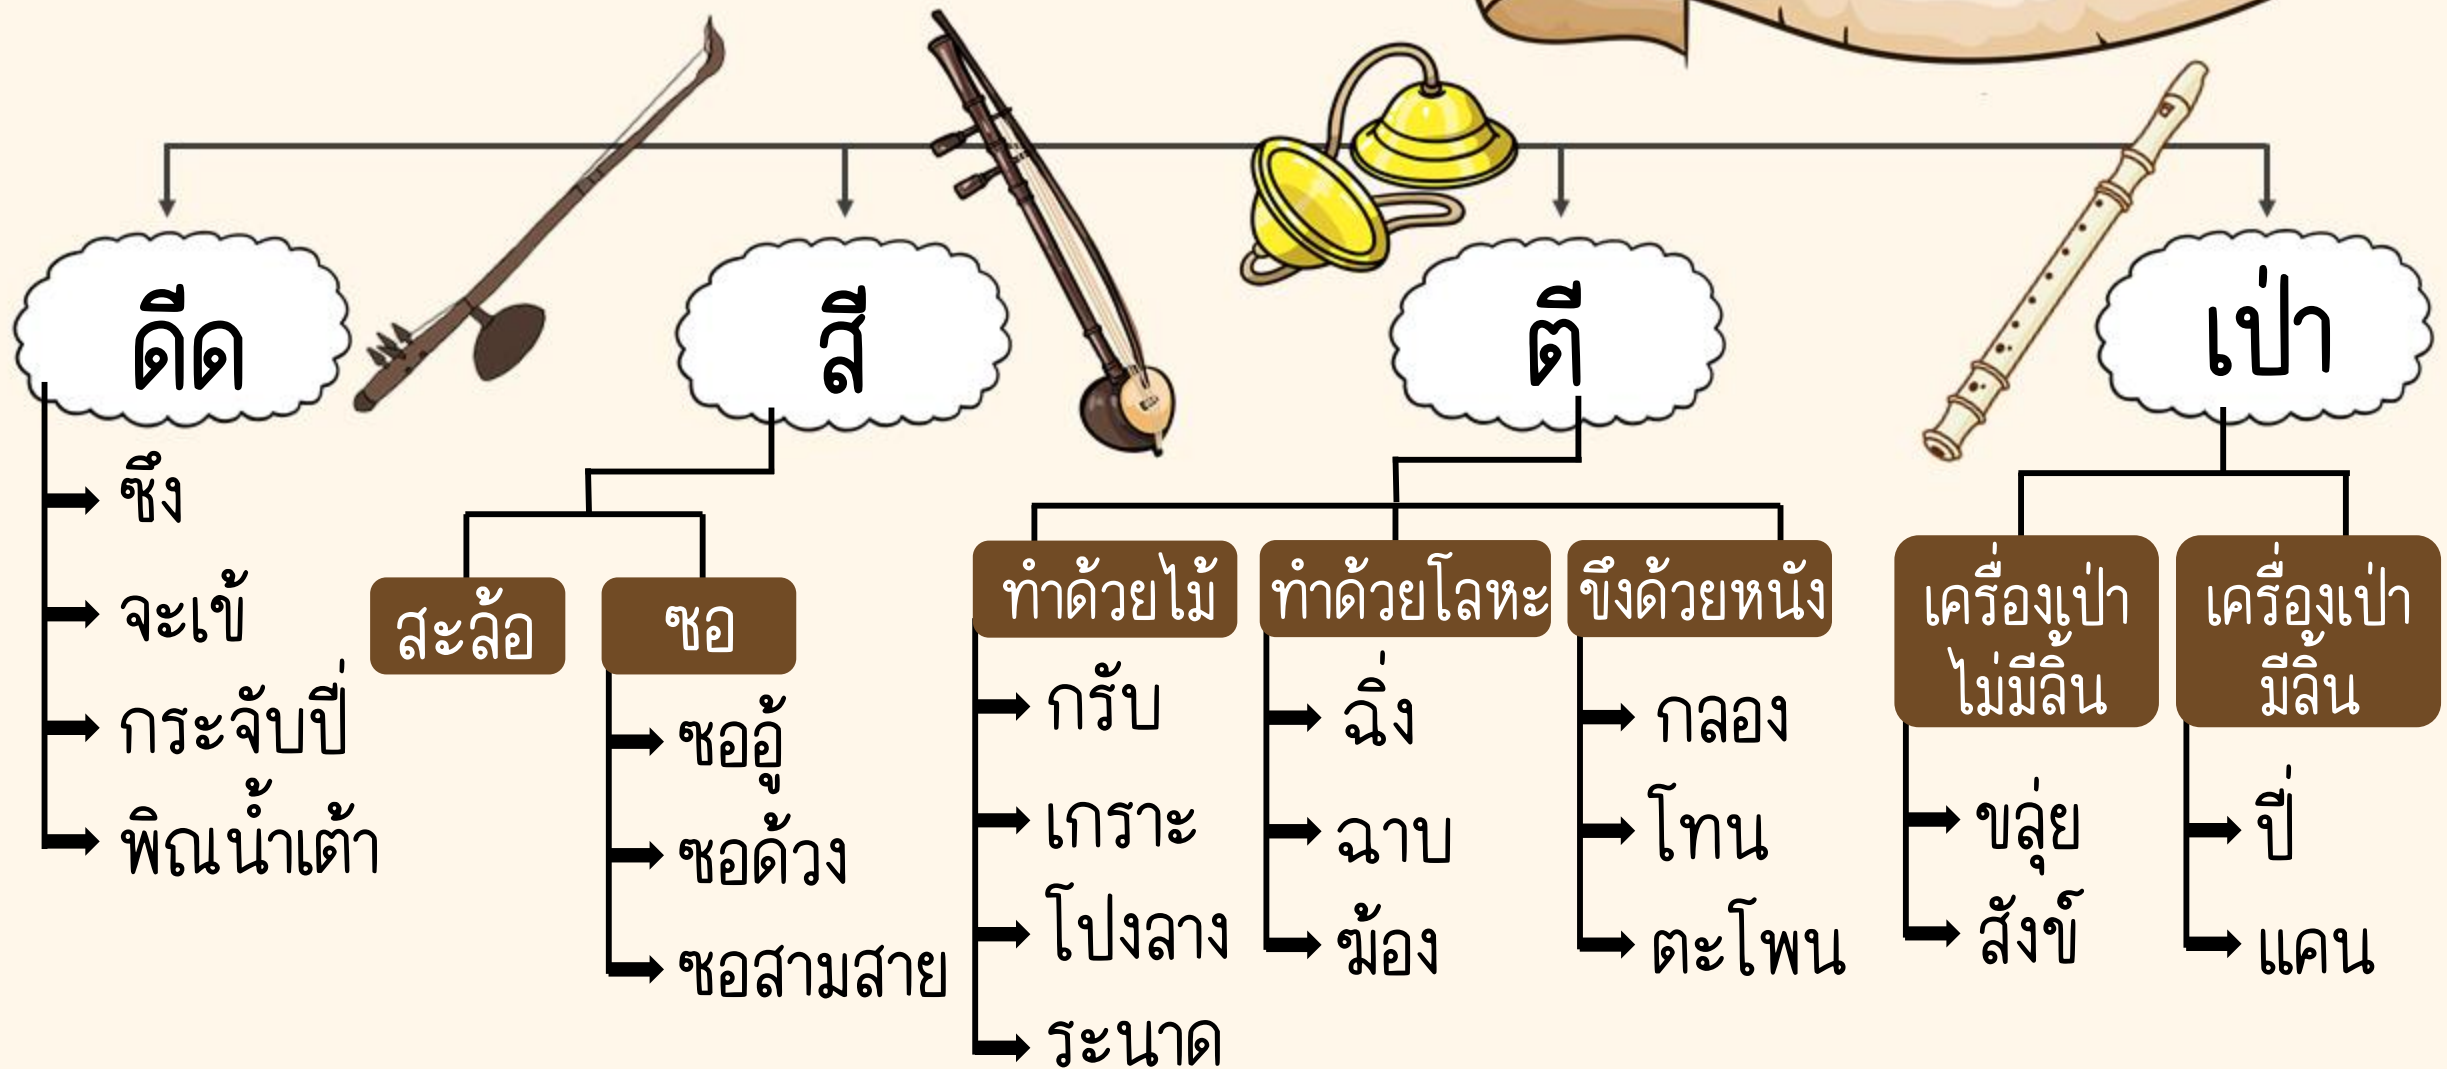 ดีด
ซึง
จะเข้
กระจับปี่
พิณน้ำเต้า
สี
สะล้อ
ซอ
ซออู้
ซอด้วง
ซอสามสาย
ตี
ทำด้วยไม้
กรับ
เกราะ
โปงลาง
ระนาด
ทำด้วยโลหะ
ฉิ่ง
ฉาบ
ฆ้อง
ขึงด้วยหนัง
กลอง
โทน
ตะโพน
เป่า
เครื่องเป่า
ไม่มีลิ้น
ขลุ่ย
สังข์
เครื่องเป่า
มีลิ้น
ปี่
แคน